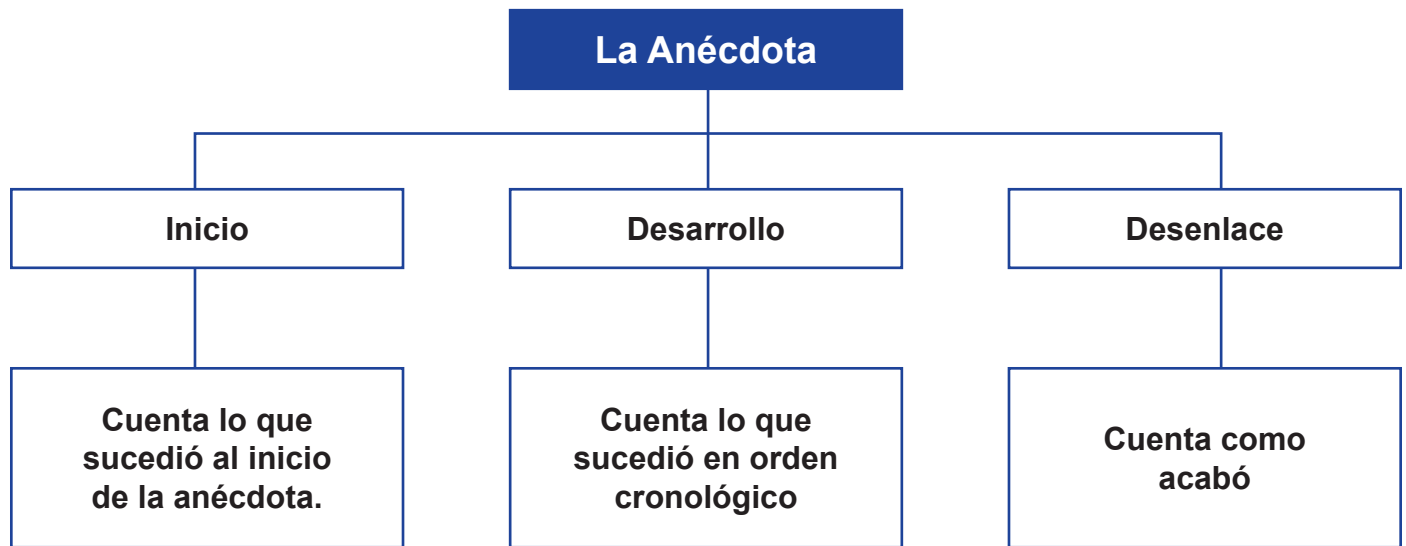 La Anécdota
Inicio
Desarrollo
Desenlace
Cuenta lo que
sucedió al inicio
de la anécdota.
Cuenta lo que
sucedió en orden
cronológico
Cuenta como
acabó